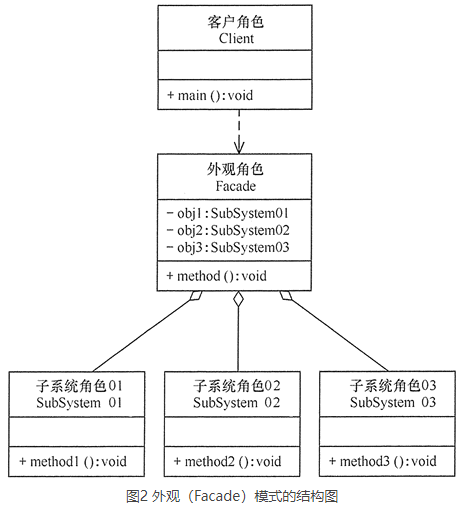 客户角色
Client
+ main ():void
外观角色
Facade
- obj1:SubSystem01
- obj2:SubSystem02
- obj3:SubSystem03
+ method ():void
子系统角色01
SubSystem 01
+ method1 ():void
子系统角色02
SubSystem 02
+ method2 ():void
子系统角色03
SubSystem 03
+ method3 ():void
图2 外观（Facade）模式的结构图